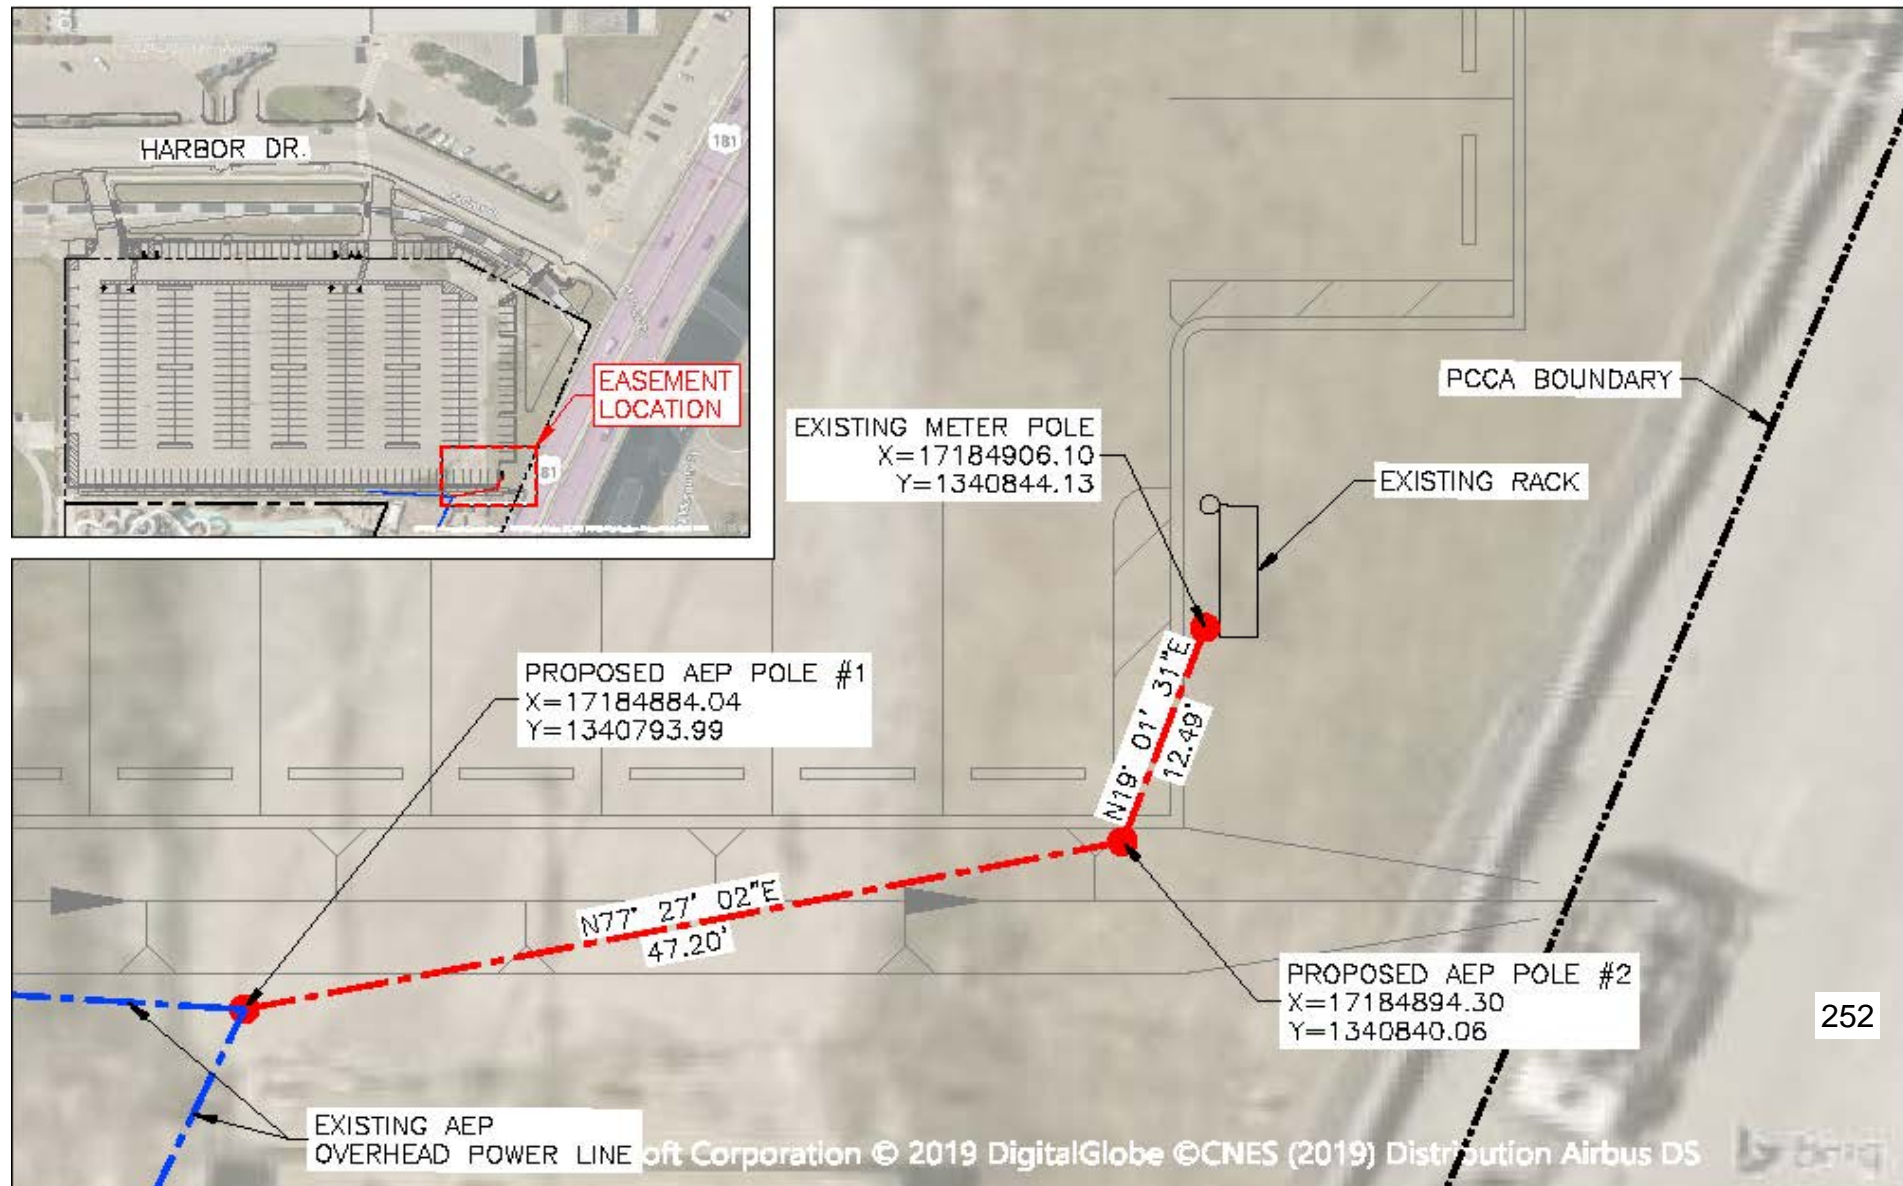 HARBOR DR.
181
EASEMENT
LOCATION
81
PCCA BOUNDARY
EXISTING METER POLE
X=17184906.10
Y=1340844.13
EXISTING RACK
PROPOSED AEP POLE #1
X=17184884.04
Y=1340793.99
N19° 01' 31"E
12.49'
N77° 27' 02"E
47.20'
PROPOSED AEP POLE #2
X=17184894.30
Y=1340840.06
252
EXISTING AEP
OVERHEAD POWER LINE
oft Corporation © 2019 DigitalGlobe ©CNES (2019) Distribution Airbus DS